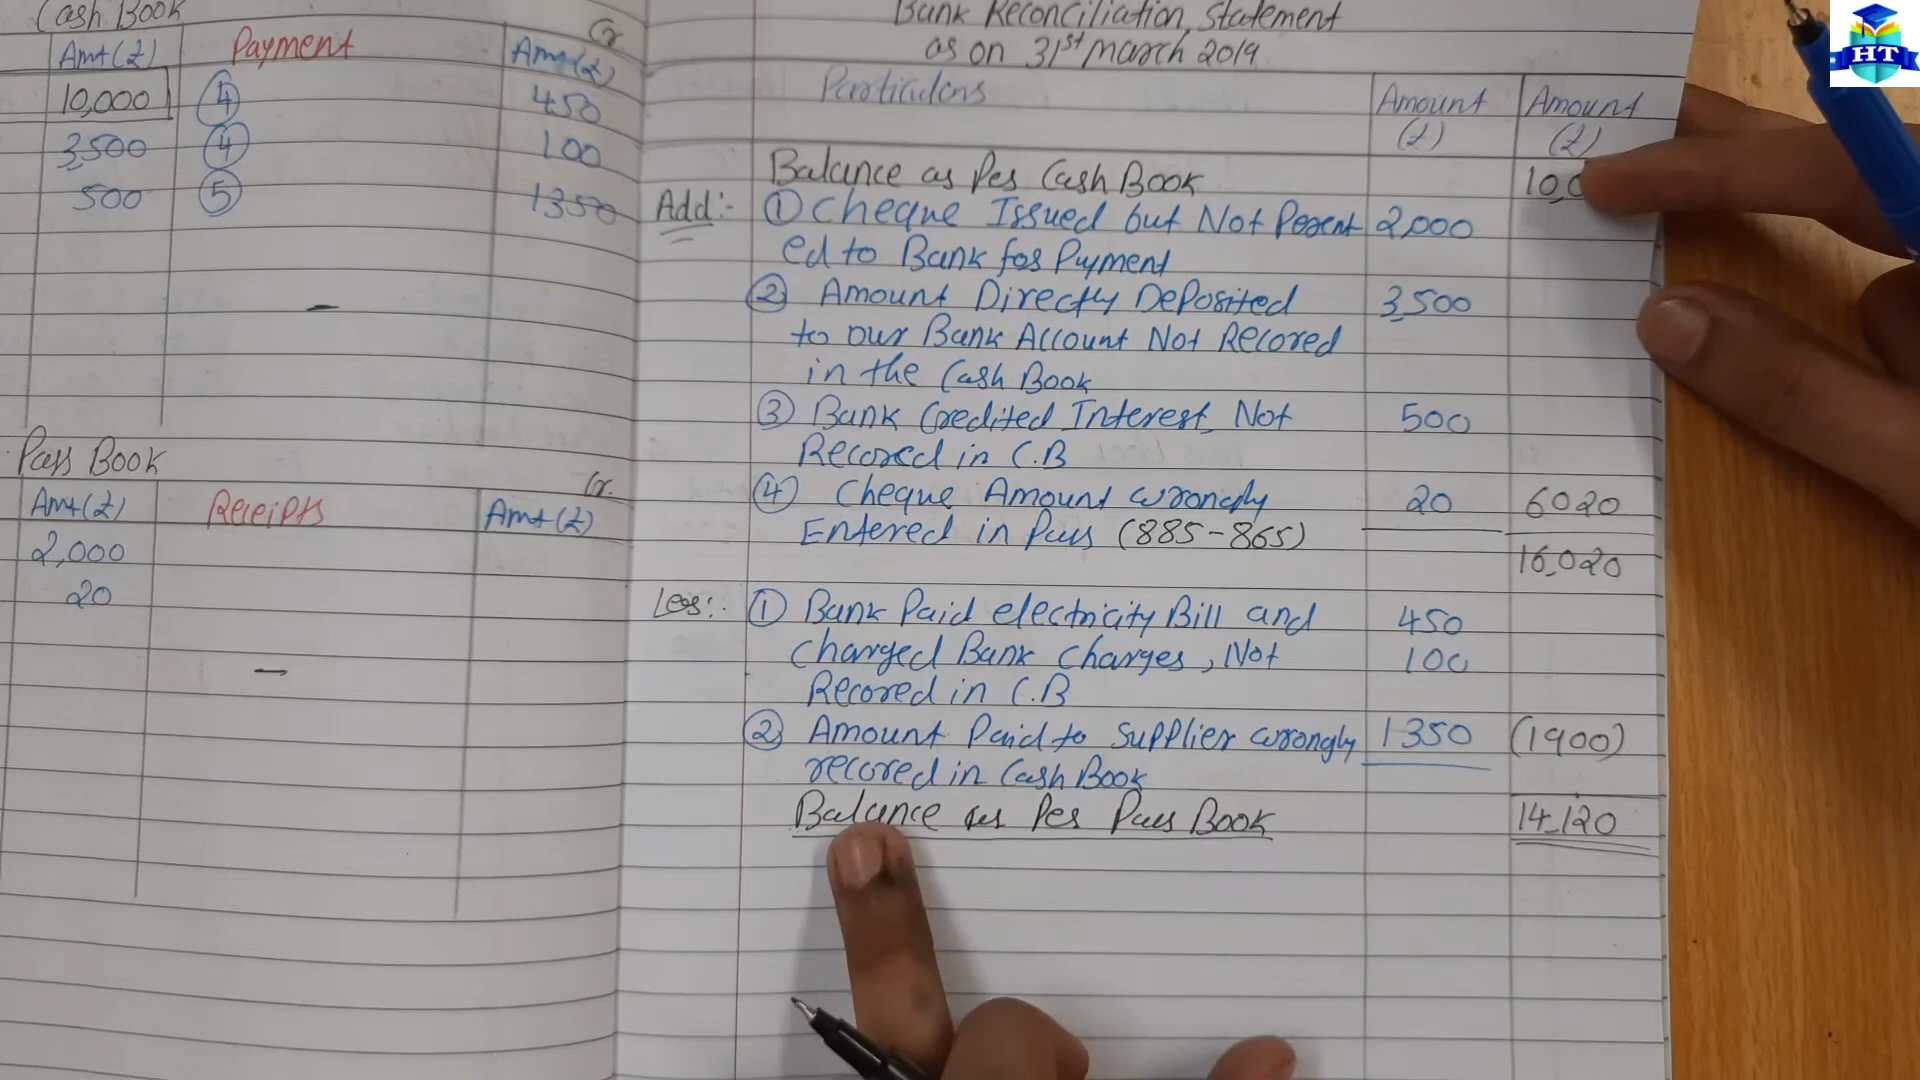 Cash Book
Cr
Amt(₹) Payment Amt(₹)
10,000 ④ 450
3,500 ④ 100
500 ⑤ 1350
Pass Book
Cr.
Amt(₹) Receipts Amt(₹)
2,000
20
Bank Reconciliation Statement
as on 31st March 2019
Particulars Amount (₹) Amount (₹)
Balance as Per Cash Book 10,0
Add:- ① Cheque Issued but Not Present 2,000
ed to Bank for Payment
② Amount Directly Deposited 3,500
to our Bank Account Not Recored
in the Cash Book
③ Bank Credited Interest Not 500
Recored in C.B
④ Cheque Amount wrongly 20 6020
Entered in Pass (885-865)
16,020
Less:- ① Bank Paid electricity Bill and 450
Charged Bank Charges, Not 100
Recored in C.B
② Amount Paid to Supplier wrongly 1350 (1900)
recored in Cash Book
Balance as Per Pass Book 14,120
HT